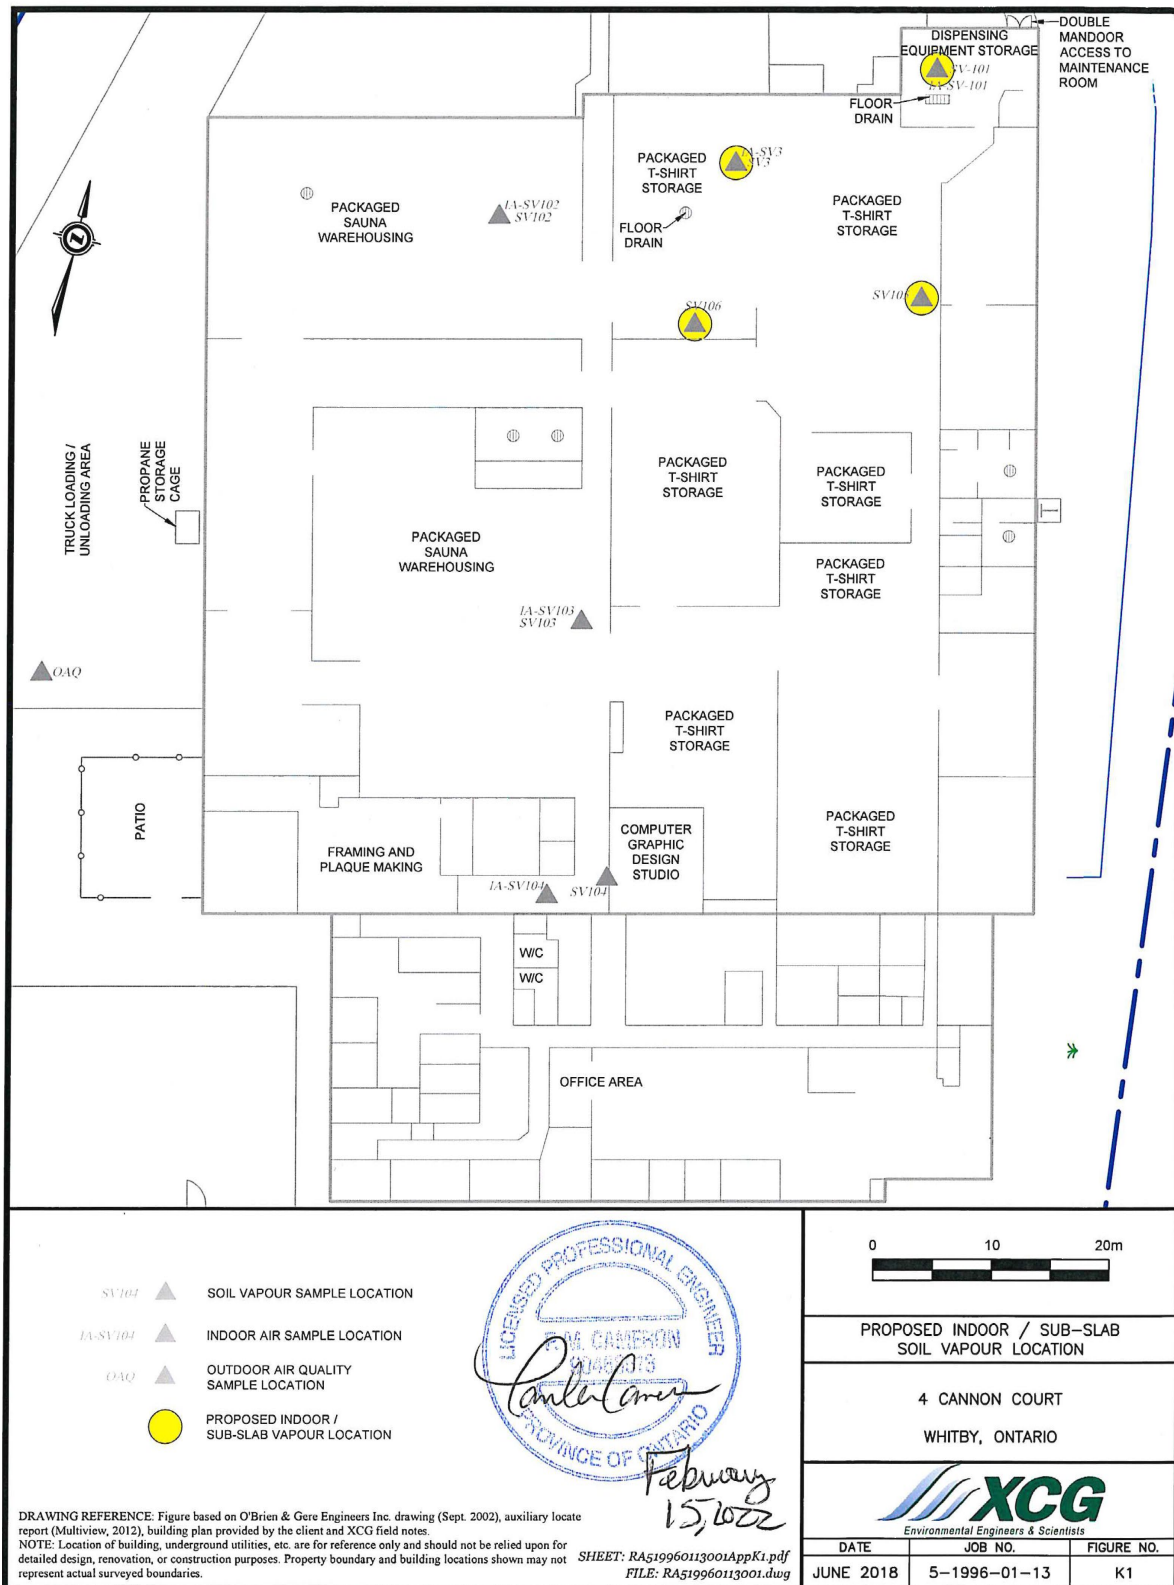 DOUBLE
MANDOOR
ACCESS TO
MAINTENANCE
ROOM
DISPENSING
EQUIPMENT STORAGE
SV-101
IA-SV-101
FLOOR
DRAIN
IA-SV3
SV3
PACKAGED
T-SHIRT
STORAGE
FLOOR
DRAIN
PACKAGED
SAUNA
WAREHOUSING
IA-SV102
SV102
PACKAGED
T-SHIRT
STORAGE
SV106
TRUCK LOADING /
UNLOADING AREA
PROPANE
STORAGE
CAGE
PACKAGED
T-SHIRT
STORAGE
PACKAGED
T-SHIRT
STORAGE
PACKAGED
SAUNA
WAREHOUSING
PACKAGED
T-SHIRT
STORAGE
IA-SV103
SV103
OAQ
PACKAGED
T-SHIRT
STORAGE
PATIO
FRAMING AND
PLAQUE MAKING
COMPUTER
GRAPHIC
DESIGN
STUDIO
PACKAGED
T-SHIRT
STORAGE
IA-SV104
SV104
W/C
W/C
OFFICE AREA
SV104 SOIL VAPOUR SAMPLE LOCATION
IA-SV104 INDOOR AIR SAMPLE LOCATION
OAQ OUTDOOR AIR QUALITY
SAMPLE LOCATION
PROPOSED INDOOR /
SUB-SLAB VAPOUR LOCATION
LICENSED PROFESSIONAL ENGINEER
M. CAMERON
PROVINCE OF ONTARIO
February
15, 2022
DRAWING REFERENCE: Figure based on O'Brien & Gere Engineers Inc. drawing (Sept. 2002), auxiliary locate
report (Multiview, 2012), building plan provided by the client and XCG field notes.
NOTE: Location of building, underground utilities, etc. are for reference only and should not be relied upon for
detailed design, renovation, or construction purposes. Property boundary and building locations shown may not
represent actual surveyed boundaries.
SHEET: RA519960113001AppK1.pdf
FILE: RA519960113001.dwg
0 10 20m
PROPOSED INDOOR / SUB-SLAB
SOIL VAPOUR LOCATION
4 CANNON COURT
WHITBY, ONTARIO
XCG
Environmental Engineers & Scientists
DATE JOB NO. FIGURE NO.
JUNE 2018 5-1996-01-13 K1